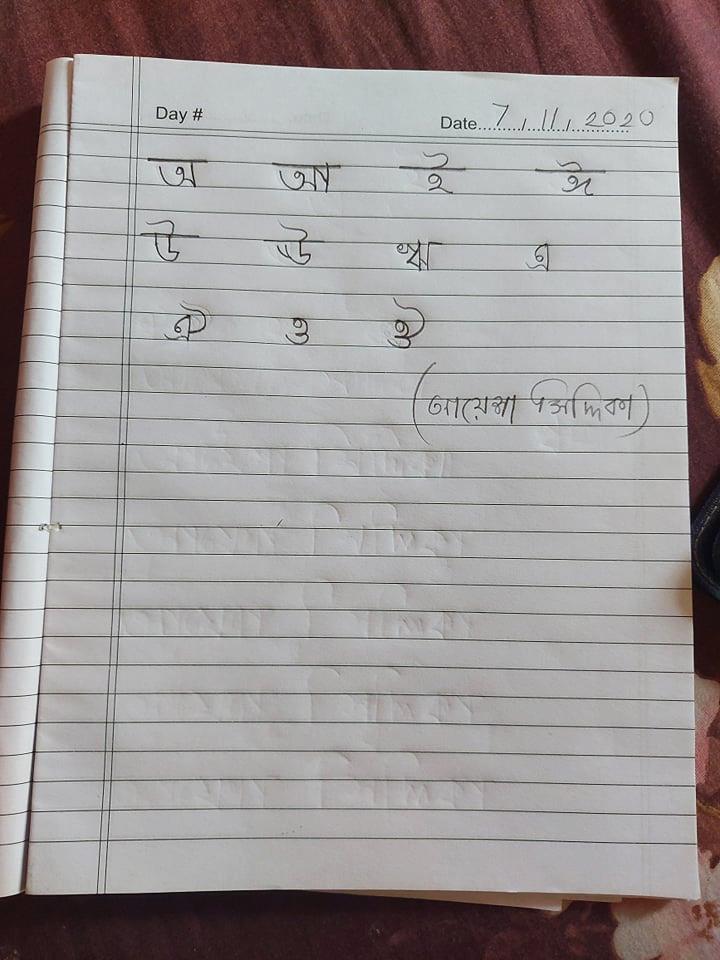 Day #
Date 7, 11, 2020
অ আ ই ঈ
উ ঊ ঋ এ
ঐ ও ঔ
(আয়েশা সিদ্দিকা)